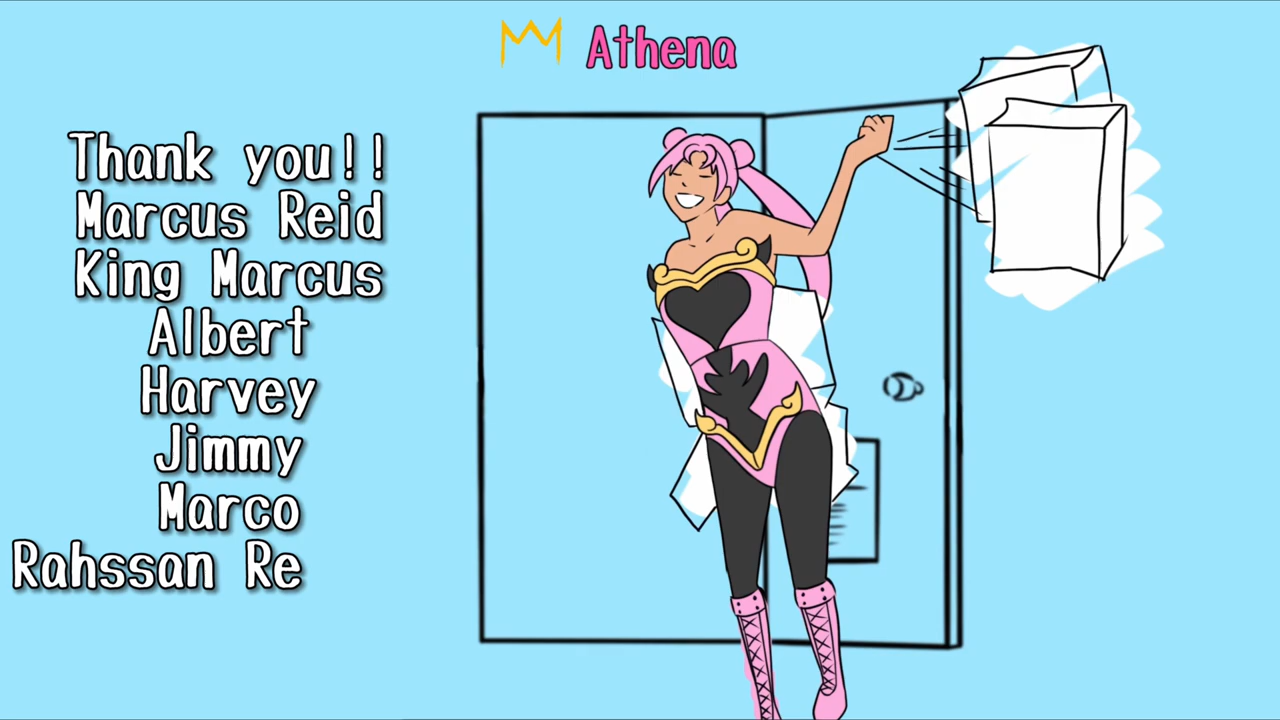 Athena
Thank you!!
Marcus Reid
King Marcus
Albert
Harvey
Jimmy
Marco
Rahssan Re